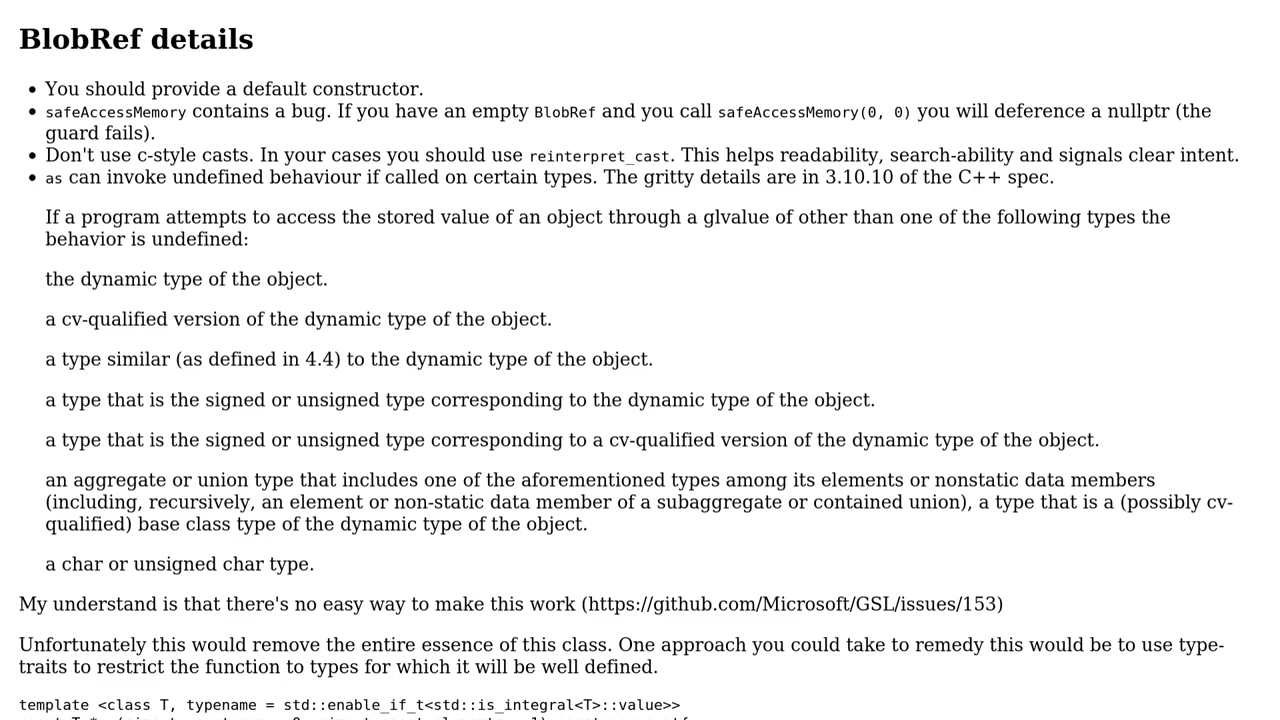 BlobRef details
• You should provide a default constructor.
• safeAccessMemory contains a bug. If you have an empty BlobRef and you call safeAccessMemory(0, 0) you will deference a nullptr (the
guard fails).
• Don't use c-style casts. In your cases you should use reinterpret_cast. This helps readability, search-ability and signals clear intent.
• as can invoke undefined behaviour if called on certain types. The gritty details are in 3.10.10 of the C++ spec.
If a program attempts to access the stored value of an object through a glvalue of other than one of the following types the
behavior is undefined:
the dynamic type of the object.
a cv-qualified version of the dynamic type of the object.
a type similar (as defined in 4.4) to the dynamic type of the object.
a type that is the signed or unsigned type corresponding to the dynamic type of the object.
a type that is the signed or unsigned type corresponding to a cv-qualified version of the dynamic type of the object.
an aggregate or union type that includes one of the aforementioned types among its elements or nonstatic data members
(including, recursively, an element or non-static data member of a subaggregate or contained union), a type that is a (possibly cv-
qualified) base class type of the dynamic type of the object.
a char or unsigned char type.
My understand is that there's no easy way to make this work (https://github.com/Microsoft/GSL/issues/153)
Unfortunately this would remove the entire essence of this class. One approach you could take to remedy this would be to use type-
traits to restrict the function to types for which it will be well defined.
template <class T, typename = std::enable_if_t<std::is_integral<T>::value>>